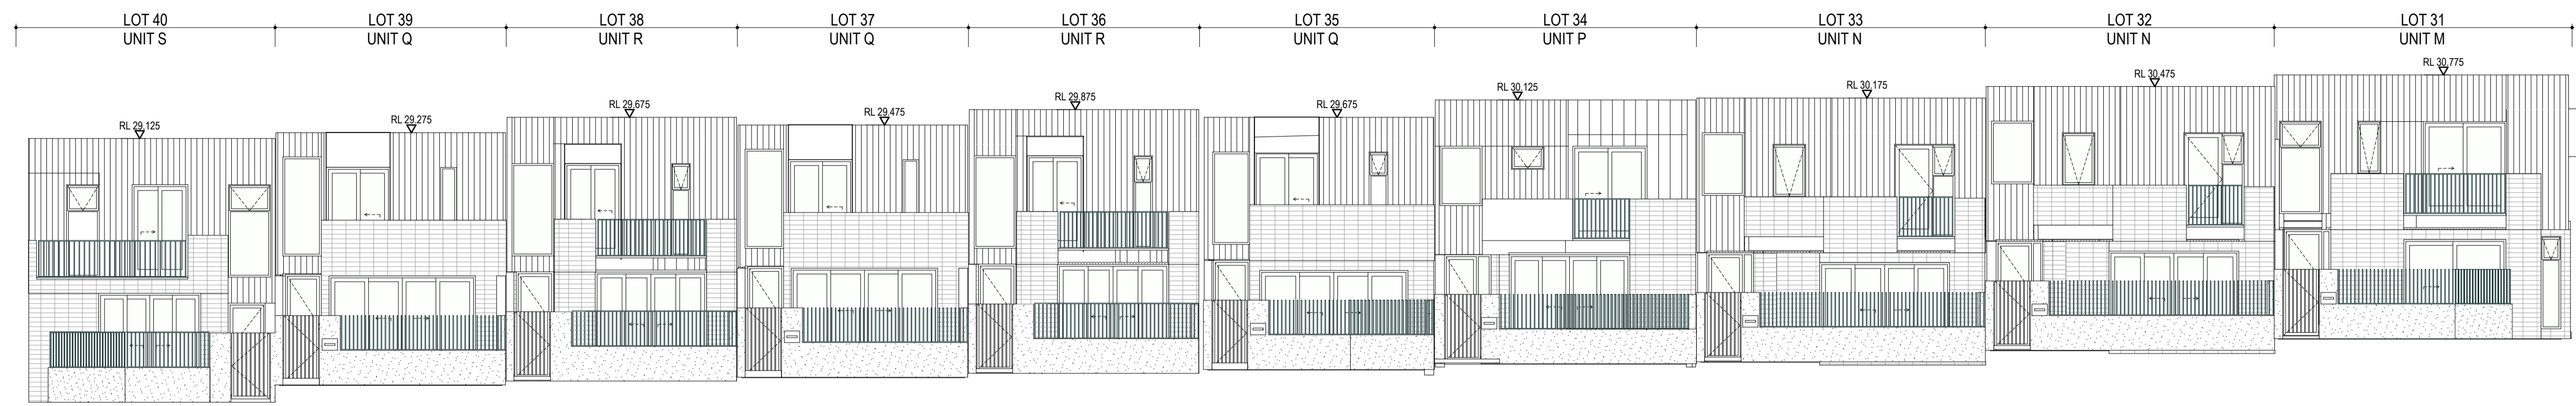 LOT 40
UNIT S
LOT 39
UNIT Q
LOT 38
UNIT R
LOT 37
UNIT Q
LOT 36
UNIT R
LOT 35
UNIT Q
LOT 34
UNIT P
LOT 33
UNIT N
LOT 32
UNIT N
LOT 31
UNIT M
RL 29.125
RL 29.275
RL 29.675
RL 29.475
RL 29.875
RL 29.675
RL 30.125
RL 30.175
RL 30.475
RL 30.775